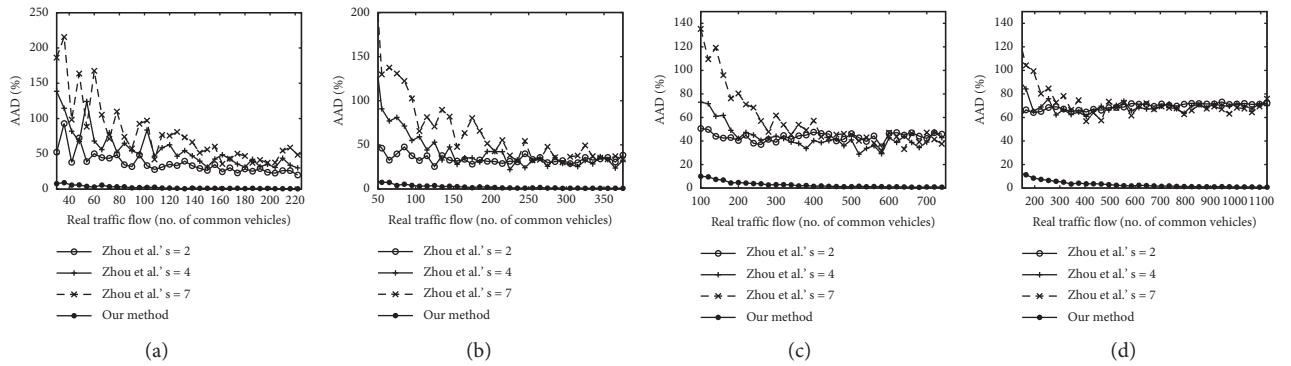 AAD (%)
250
200
150
100
50
0
40 60 80 100 120 140 160 180 200 220
Real traffic flow (no. of common vehicles)
Zhou et al.’ s = 2
Zhou et al.’ s = 4
Zhou et al.’ s = 7
Our method
(a)
AAD (%)
200
150
100
50
0
50 100 150 200 250 300 350
Real traffic flow (no. of common vehicles)
Zhou et al.’ s = 2
Zhou et al.’ s = 4
Zhou et al.’ s = 7
Our method
(b)
AAD (%)
140
120
100
80
60
40
20
0
100 200 300 400 500 600 700
Real traffic flow (no. of common vehicles)
Zhou et al.’ s = 2
Zhou et al.’ s = 4
Zhou et al.’ s = 7
Our method
(c)
AAD (%)
140
120
100
80
60
40
20
0
200 300 400 500 600 700 800 900 1000 1100
Real traffic flow (no. of common vehicles)
Zhou et al.’ s = 2
Zhou et al.’ s = 4
Zhou et al.’ s = 7
Our method
(d)